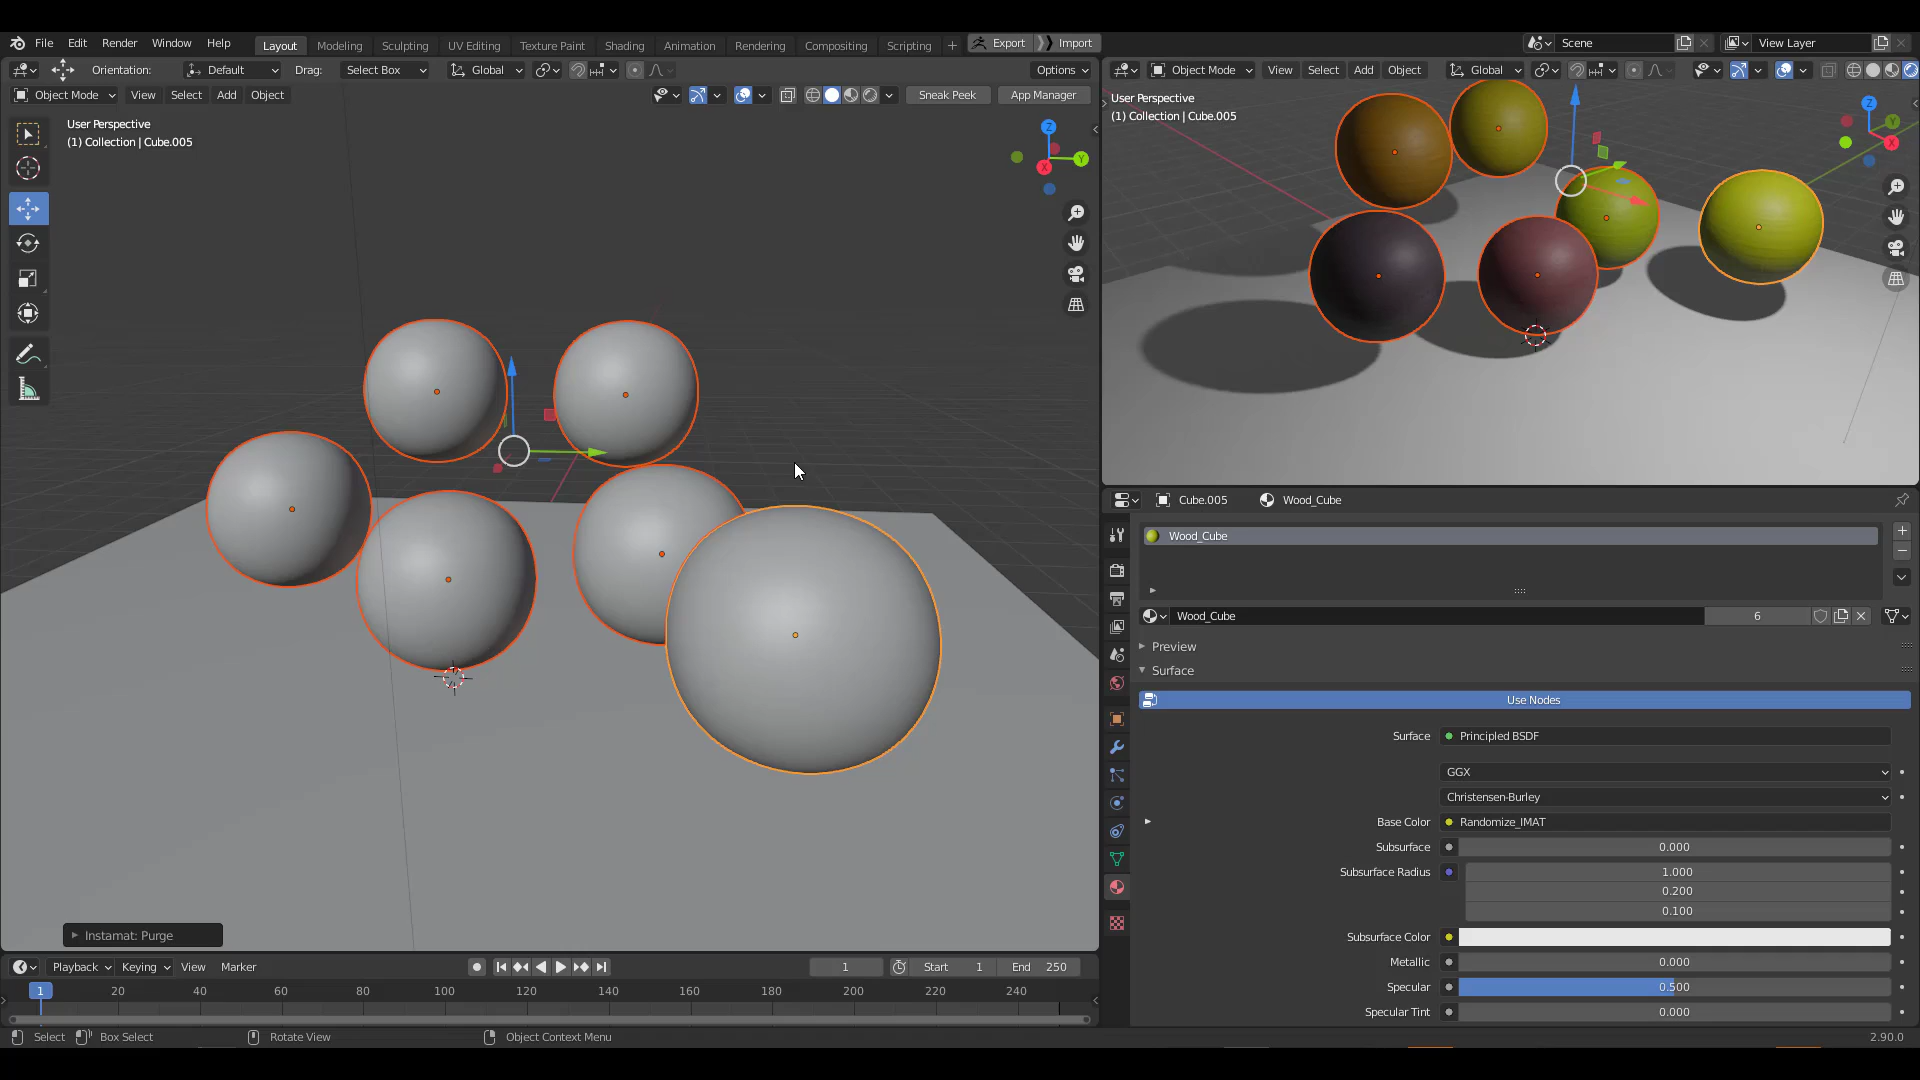 File Edit Render Window Help Layout Modeling Sculpting UV Editing Texture Paint Shading Animation Rendering Compositing Scripting + Export Import Scene View Layer
Orientation: Default Drag: Select Box Global Options
Object Mode View Select Add Object Global
Object Mode View Select Add Object Sneak Peek App Manager
User Perspective
(1) Collection | Cube.005
Z
Y
X
User Perspective
(1) Collection | Cube.005
Z
Y
X
Cube.005 Wood_Cube
Wood_Cube
Wood_Cube 6
Preview
Surface
Use Nodes
Surface Principled BSDF
GGX
Christensen-Burley
Base Color Randomize_IMAT
Subsurface 0.000
Subsurface Radius 1.000
0.200
0.100
Subsurface Color
Metallic 0.000
Specular 0.500
Specular Tint 0.000
Instamat: Purge
Playback Keying View Marker 1 Start 1 End 250
1 20 40 60 80 100 120 140 160 180 200 220 240
Select Box Select Rotate View Object Context Menu 2.90.0